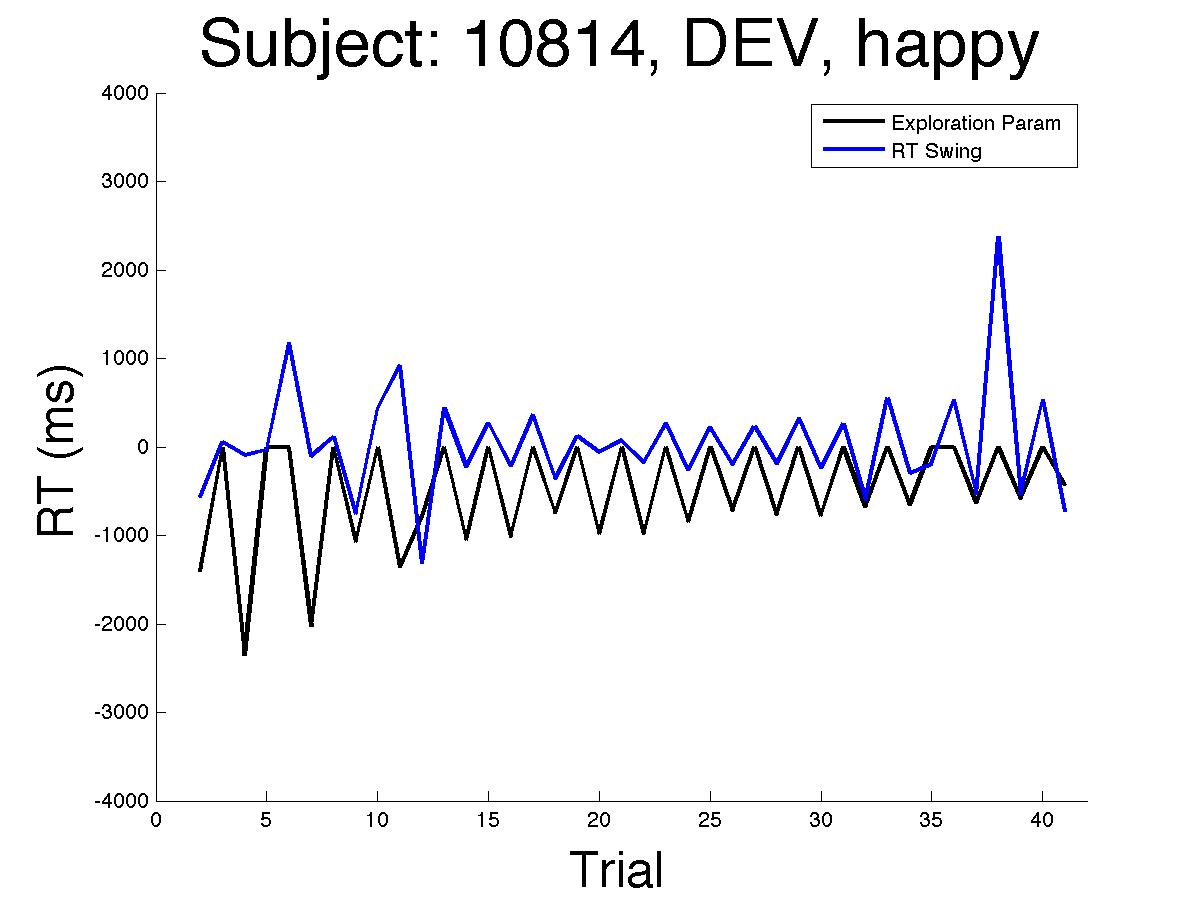 Subject: 10814, DEV, happy
Exploration Param
RT Swing
4000
3000
2000
1000
0
-1000
-2000
-3000
-4000
RT (ms)
0 5 10 15 20 25 30 35 40
Trial